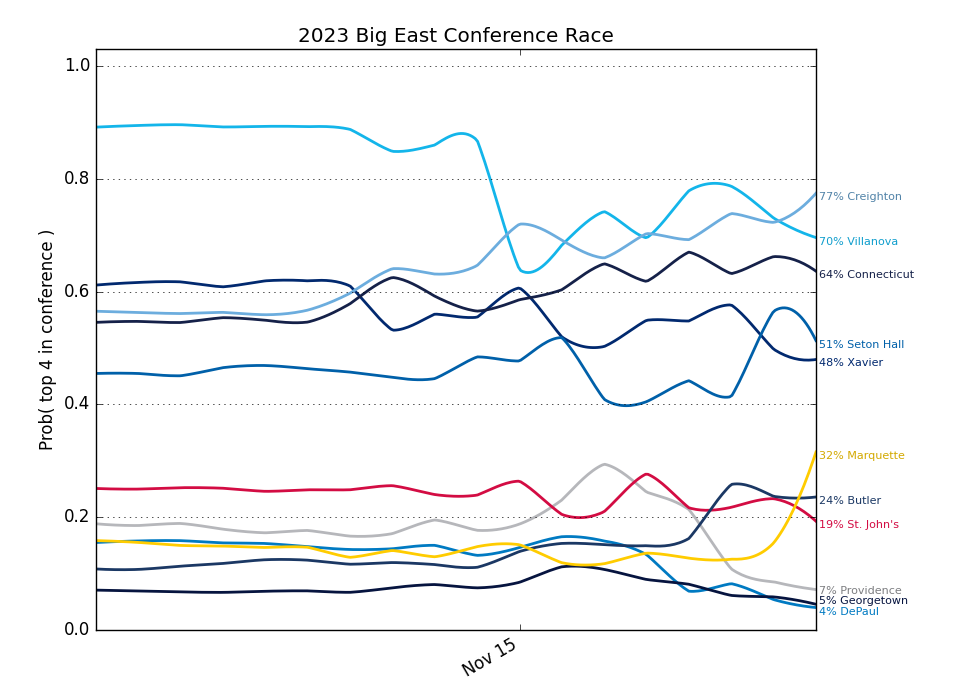 2023 Big East Conference Race
Prob( top 4 in conference )
1.0
0.8
0.6
0.4
0.2
0.0
Nov 15
77% Creighton
70% Villanova
64% Connecticut
51% Seton Hall
48% Xavier
32% Marquette
24% Butler
19% St. John's
7% Providence
5% Georgetown
4% DePaul